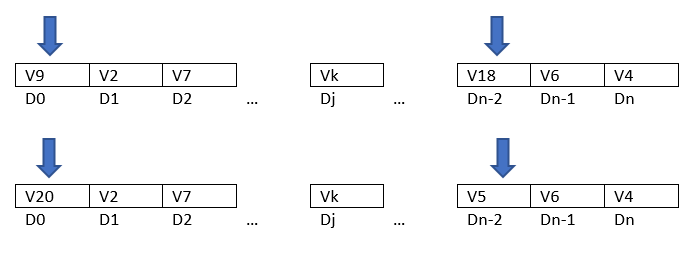 V9 V2 V7 Vk V18 V6 V4
D0 D1 D2 ... Dj ... Dn-2 Dn-1 Dn
V20 V2 V7 Vk V5 V6 V4
D0 D1 D2 ... Dj ... Dn-2 Dn-1 Dn